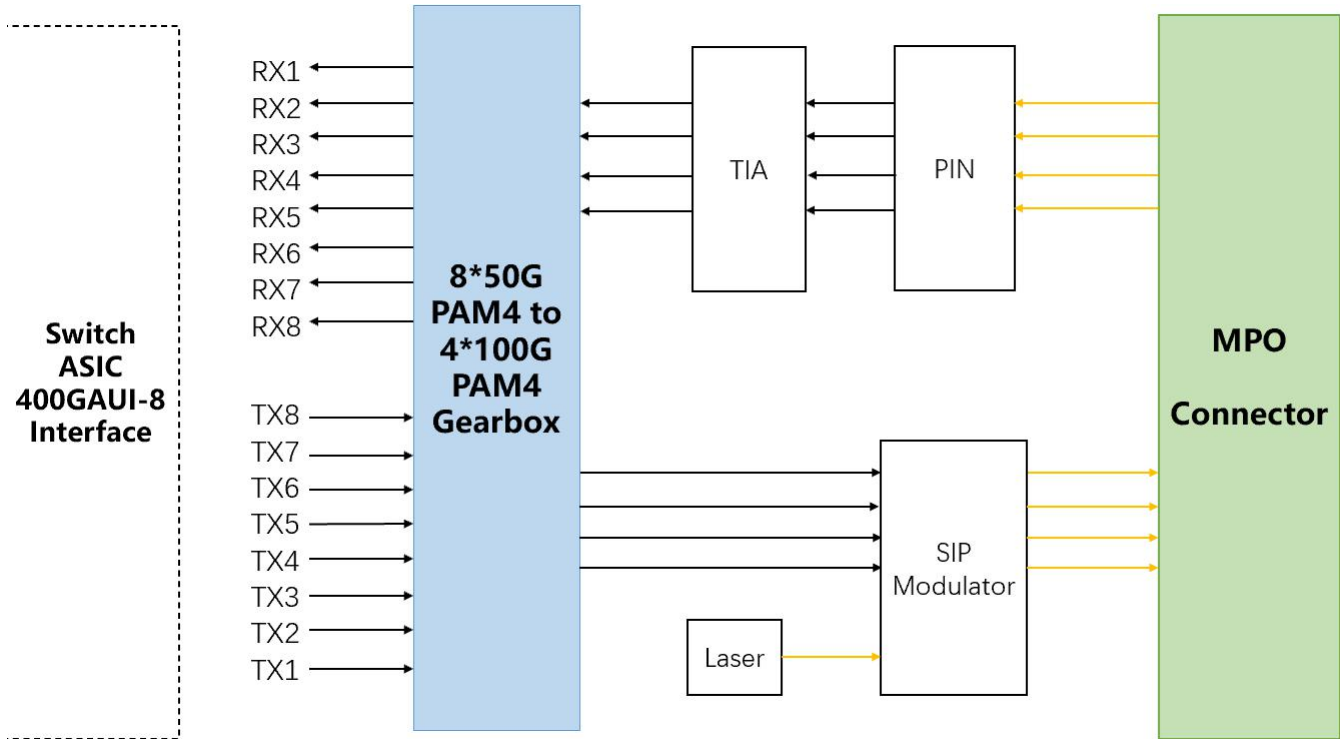 Switch
ASIC
400GAUI-8
Interface
RX1
RX2
RX3
RX4
RX5
RX6
RX7
RX8
TX8
TX7
TX6
TX5
TX4
TX3
TX2
TX1
8*50G
PAM4 to
4*100G
PAM4
Gearbox
TIA
PIN
SIP
Modulator
Laser
MPO
Connector